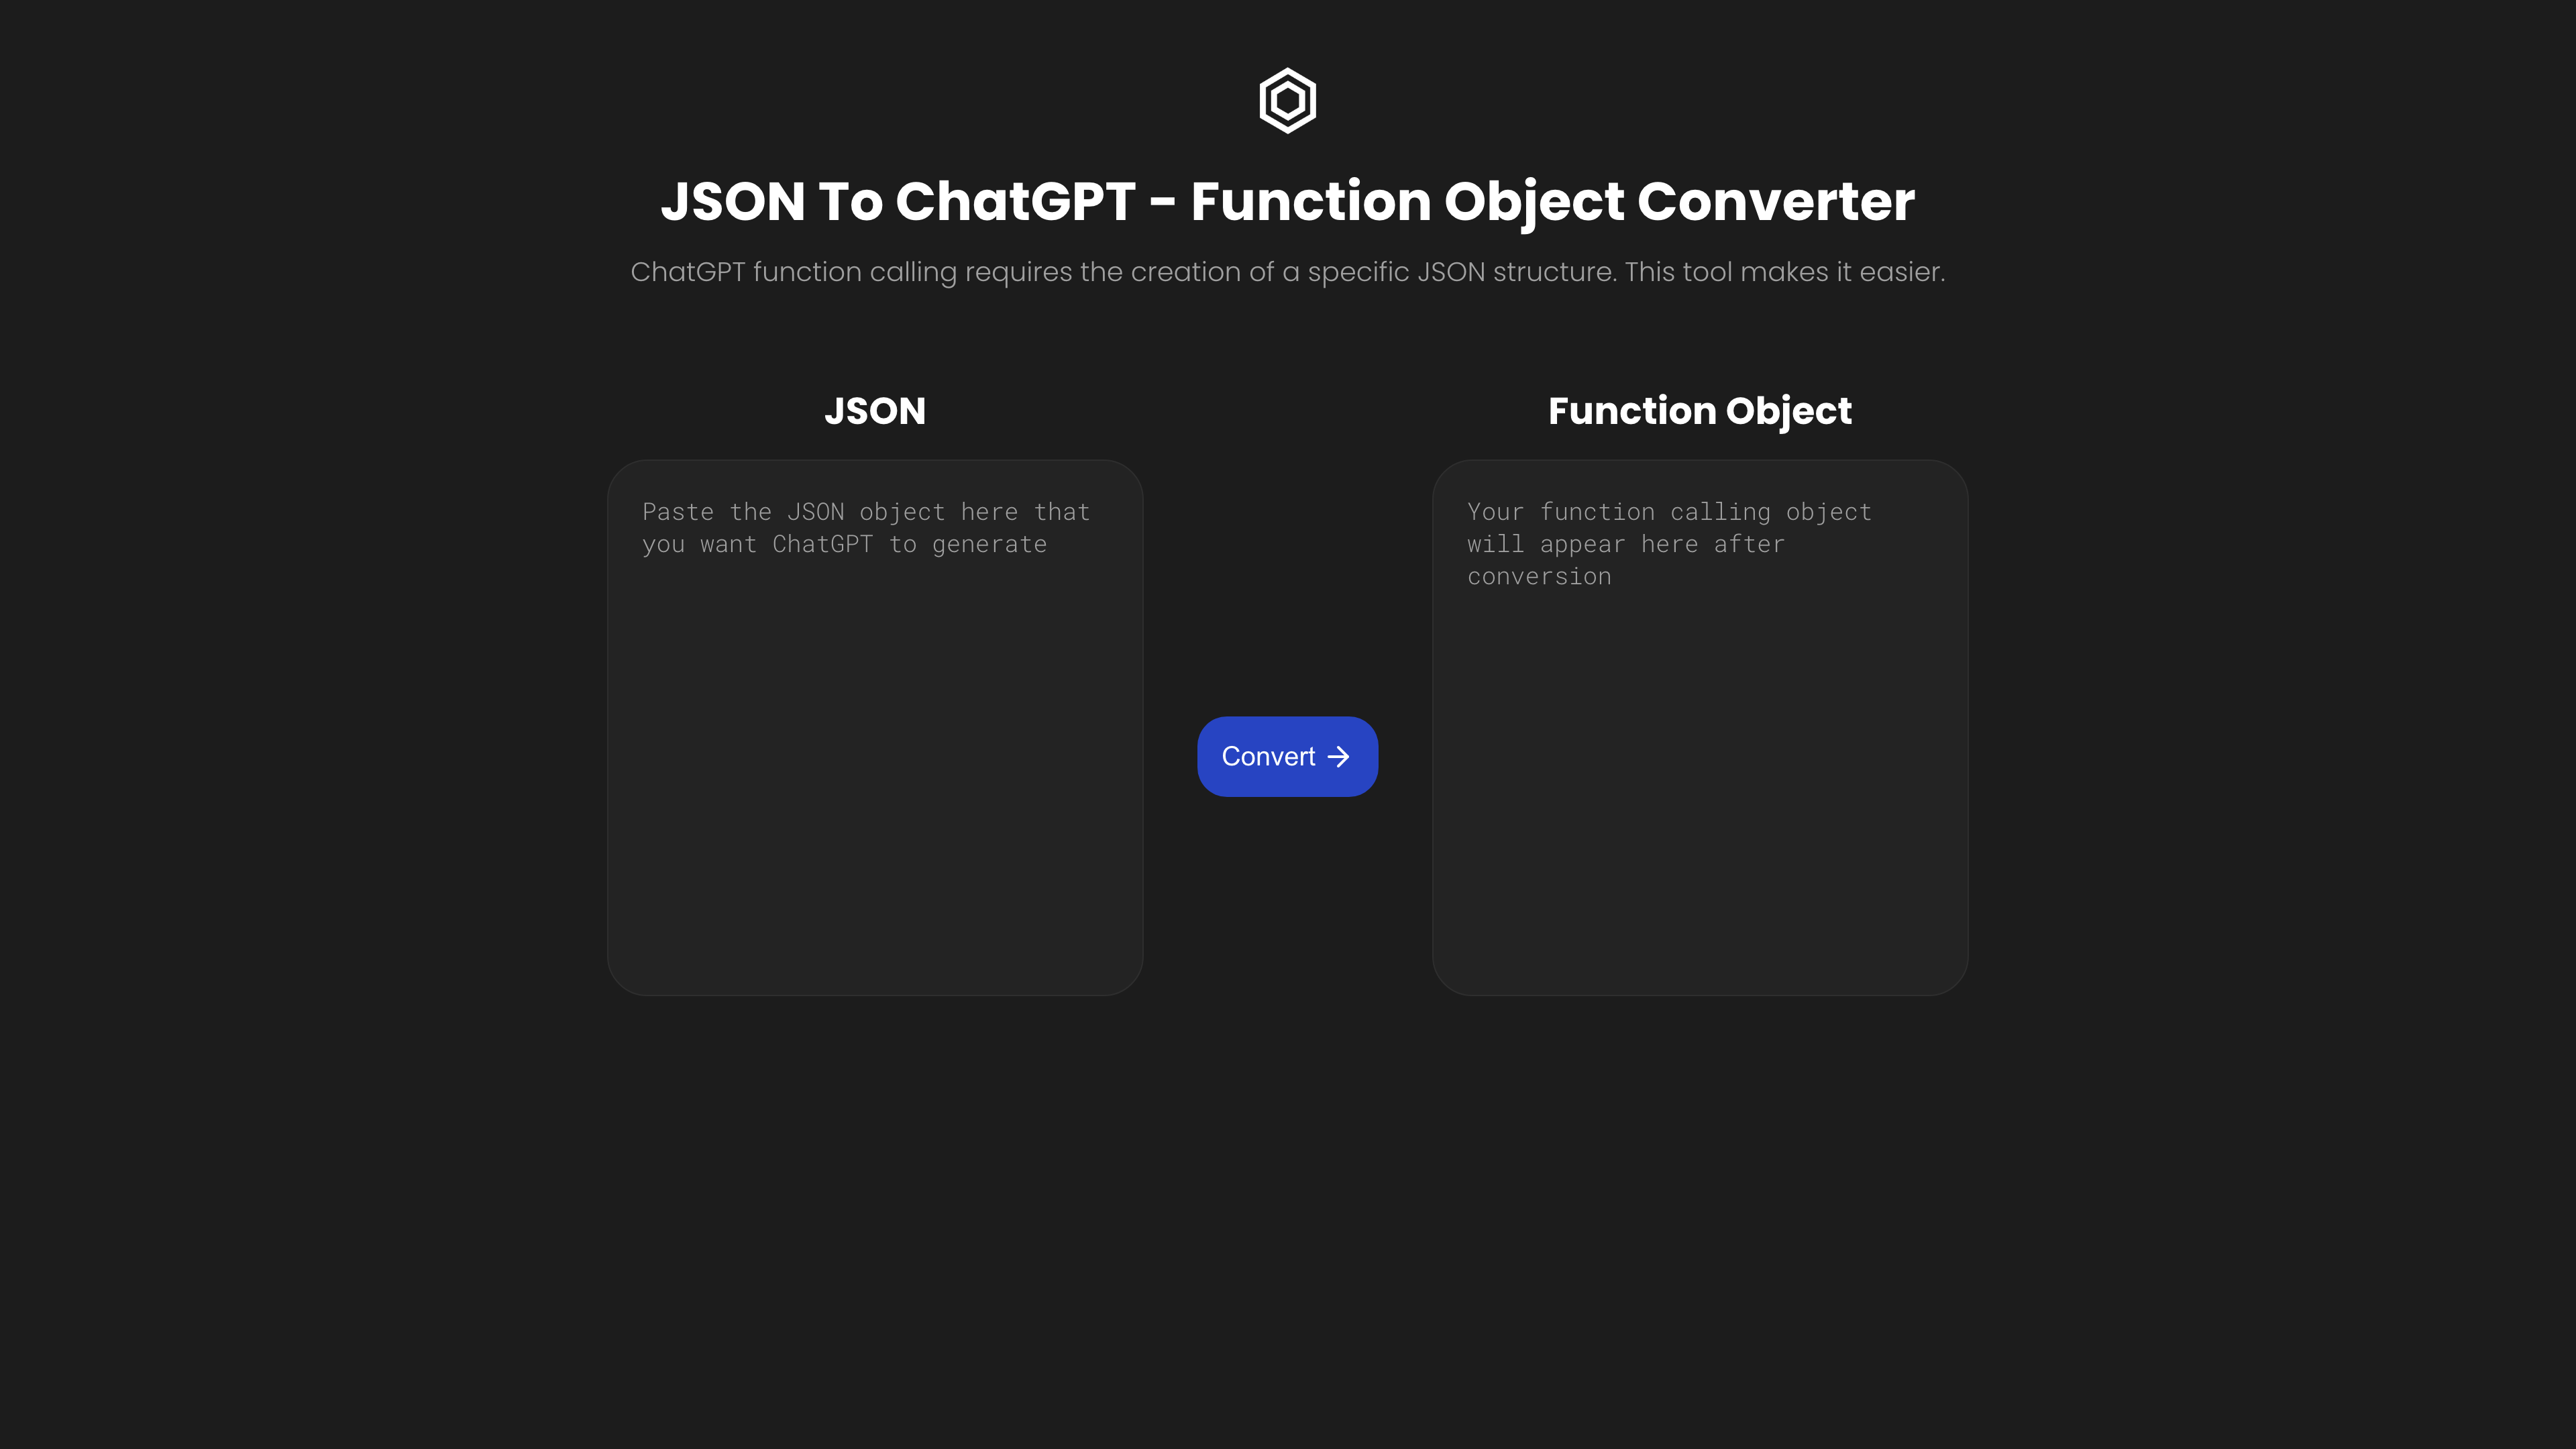 JSON To ChatGPT - Function Object Converter
ChatGPT function calling requires the creation of a specific JSON structure. This tool makes it easier.
JSON
Paste the JSON object here that
you want ChatGPT to generate
Convert
Function Object
Your function calling object
will appear here after
conversion